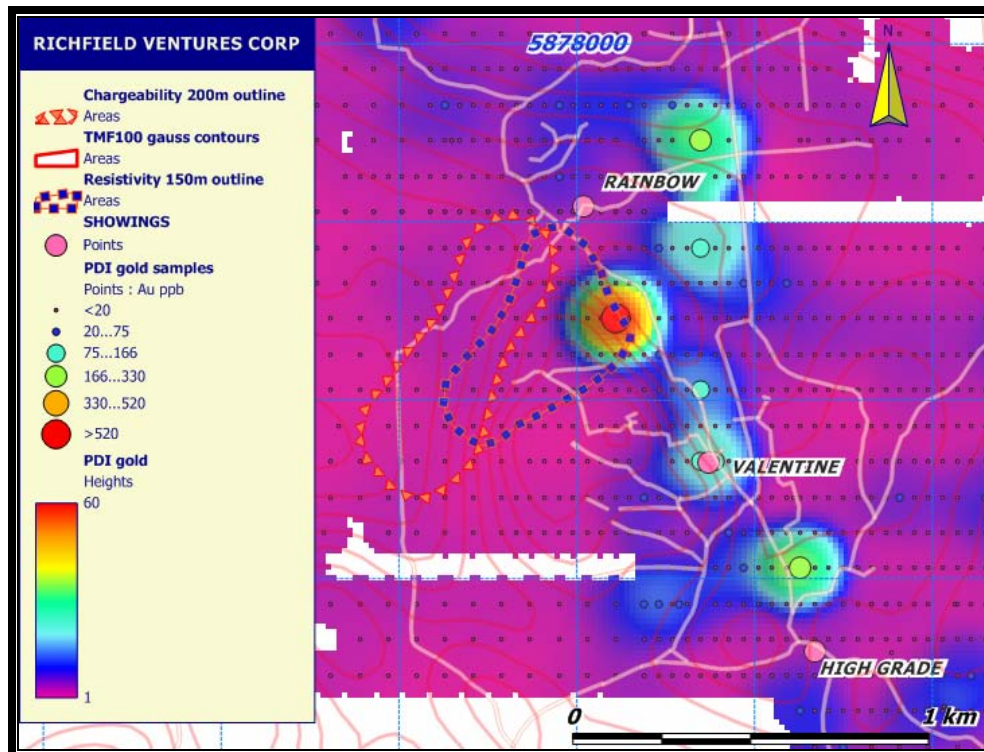 RICHFIELD VENTURES CORP
Chargeability 200m outline
Areas
TMF100 gauss contours
Areas
Resistivity 150m outline
Areas
SHOWINGS
Points
PDI gold samples
Points : Au ppb
<20
20...75
75...166
166...330
330...520
>520
PDI gold
Heights
60
1
5878000
N
RAINBOW
VALENTINE
HIGH GRADE
0 1 km